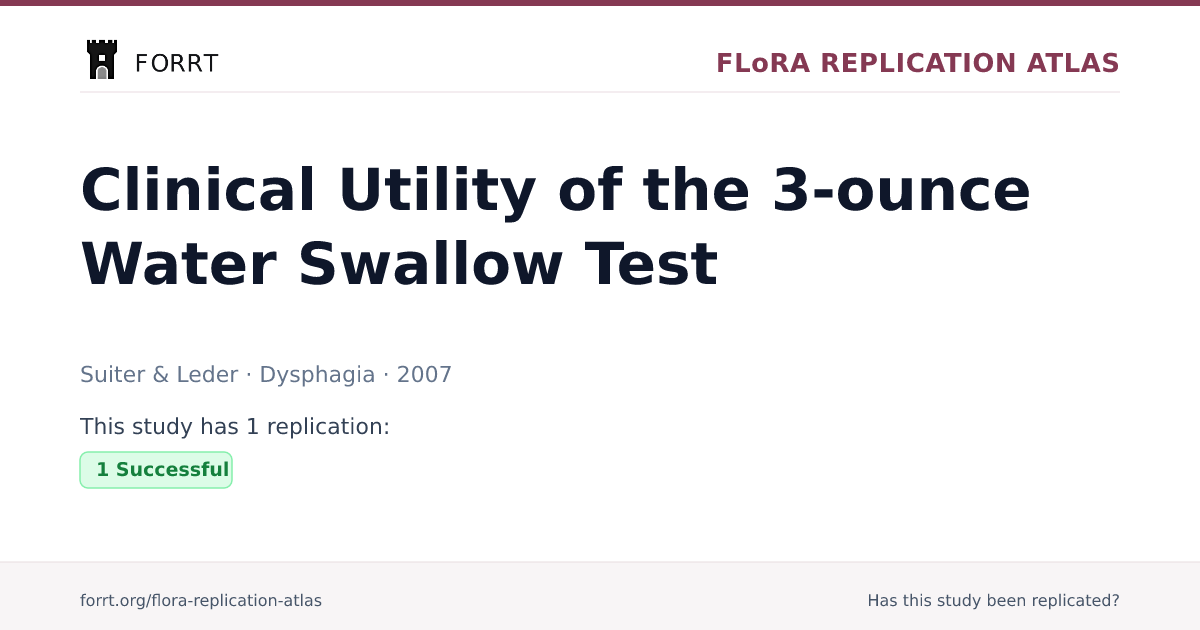 FORRT
FLoRA REPLICATION ATLAS
Clinical Utility of the 3-ounce
Water Swallow Test
Suiter & Leder · Dysphagia · 2007
This study has 1 replication:
1 Successful
forrt.org/flora-replication-atlas
Has this study been replicated?